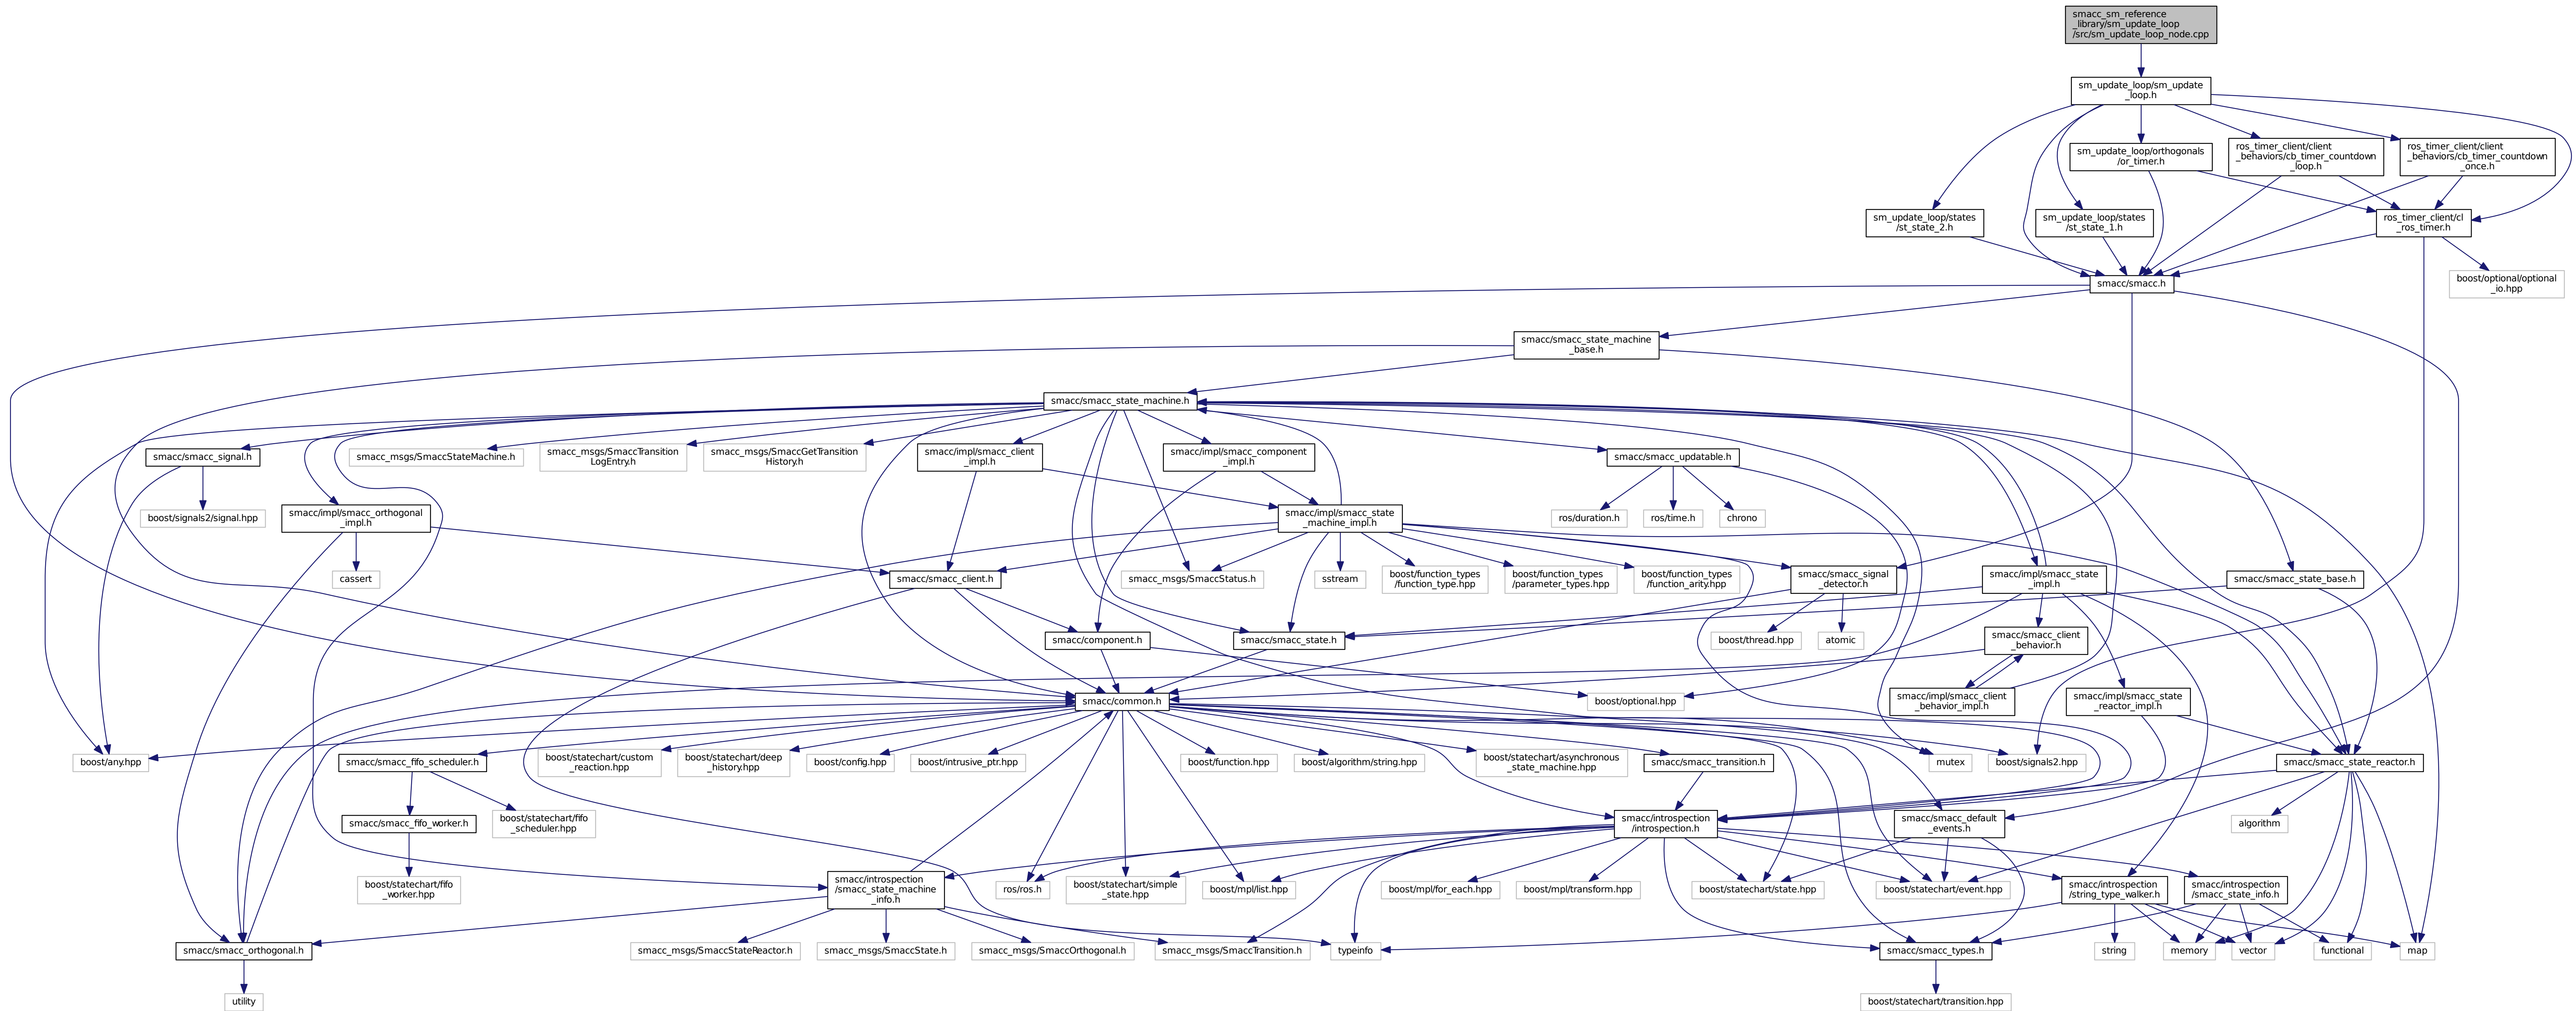 smacc_sm_reference
_library/sm_update_loop
/src/sm_update_loop_node.cpp
sm_update_loop/sm_update
_loop.h
sm_update_loop/orthogonals
/or_timer.h
ros_timer_client/client
_behaviors/cb_timer_countdown
_loop.h
ros_timer_client/client
_behaviors/cb_timer_countdown
_once.h
sm_update_loop/states
/st_state_2.h
sm_update_loop/states
/st_state_1.h
ros_timer_client/cl
_ros_timer.h
smacc/smacc.h
boost/optional/optional
_io.hpp
smacc/smacc_state_machine
_base.h
smacc/smacc_state_machine.h
smacc/smacc_signal.h
smacc_msgs/SmaccStateMachine.h
smacc_msgs/SmaccTransition
LogEntry.h
smacc_msgs/SmaccGetTransition
History.h
smacc/impl/smacc_client
_impl.h
smacc/impl/smacc_component
_impl.h
smacc/smacc_updatable.h
boost/signals2/signal.hpp
smacc/impl/smacc_orthogonal
_impl.h
smacc/impl/smacc_state
_machine_impl.h
ros/duration.h
ros/time.h
chrono
cassert
smacc/smacc_client.h
smacc_msgs/SmaccStatus.h
sstream
boost/function_types
/function_type.hpp
boost/function_types
/parameter_types.hpp
boost/function_types
/function_arity.hpp
smacc/smacc_signal
_detector.h
smacc/impl/smacc_state
_impl.h
smacc/smacc_state_base.h
smacc/component.h
smacc/smacc_state.h
boost/thread.hpp
atomic
smacc/smacc_client
_behavior.h
smacc/common.h
boost/optional.hpp
smacc/impl/smacc_client
_behavior_impl.h
smacc/impl/smacc_state
_reactor_impl.h
boost/any.hpp
smacc/smacc_fifo_scheduler.h
boost/statechart/custom
_reaction.hpp
boost/statechart/deep
_history.hpp
boost/config.hpp
boost/intrusive_ptr.hpp
boost/function.hpp
boost/algorithm/string.hpp
boost/statechart/asynchronous
_state_machine.hpp
smacc/smacc_transition.h
mutex
boost/signals2.hpp
smacc/smacc_state_reactor.h
smacc/smacc_fifo_worker.h
boost/statechart/fifo
_scheduler.hpp
smacc/introspection
/introspection.h
smacc/smacc_default
_events.h
algorithm
boost/statechart/fifo
_worker.hpp
smacc/introspection
/smacc_state_machine
_info.h
ros/ros.h
boost/statechart/simple
_state.hpp
boost/mpl/list.hpp
boost/mpl/for_each.hpp
boost/mpl/transform.hpp
boost/statechart/state.hpp
boost/statechart/event.hpp
smacc/introspection
/string_type_walker.h
smacc/introspection
/smacc_state_info.h
smacc/smacc_orthogonal.h
smacc_msgs/SmaccStateReactor.h
smacc_msgs/SmaccState.h
smacc_msgs/SmaccOrthogonal.h
smacc_msgs/SmaccTransition.h
typeinfo
smacc/smacc_types.h
string
memory
vector
functional
map
utility
boost/statechart/transition.hpp